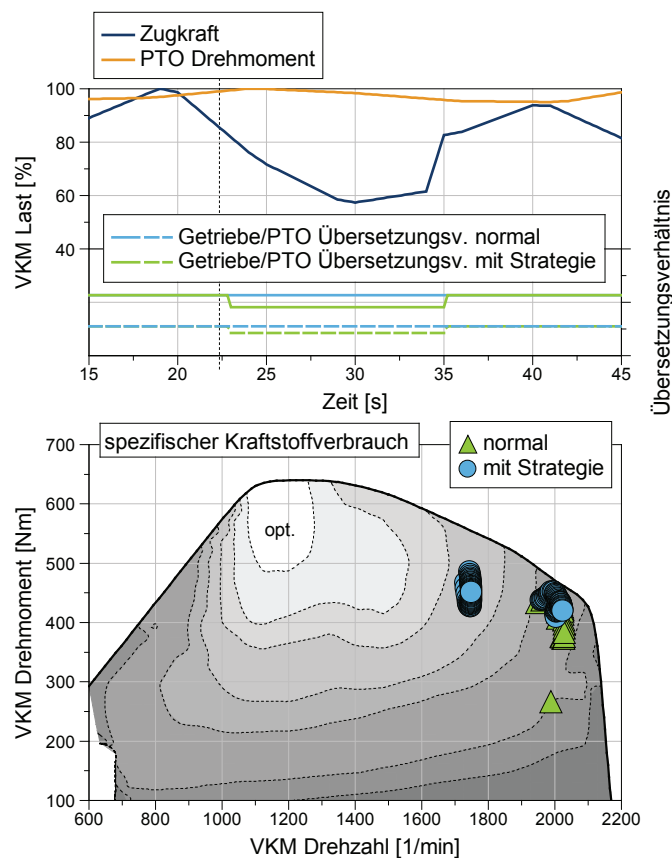 Zugkraft
PTO Drehmoment
VKM Last [%]
100
80
60
40
Getriebe/PTO Übersetzungsv. normal
Getriebe/PTO Übersetzungsv. mit Strategie
15 20 25 30 35 40 45
Zeit [s]
Übersetzungsverhältnis
spezifischer Kraftstoffverbrauch
normal
mit Strategie
opt.
VKM Drehmoment [Nm]
700
600
500
400
300
200
100
600 800 1000 1200 1400 1600 1800 2000 2200
VKM Drehzahl [1/min]